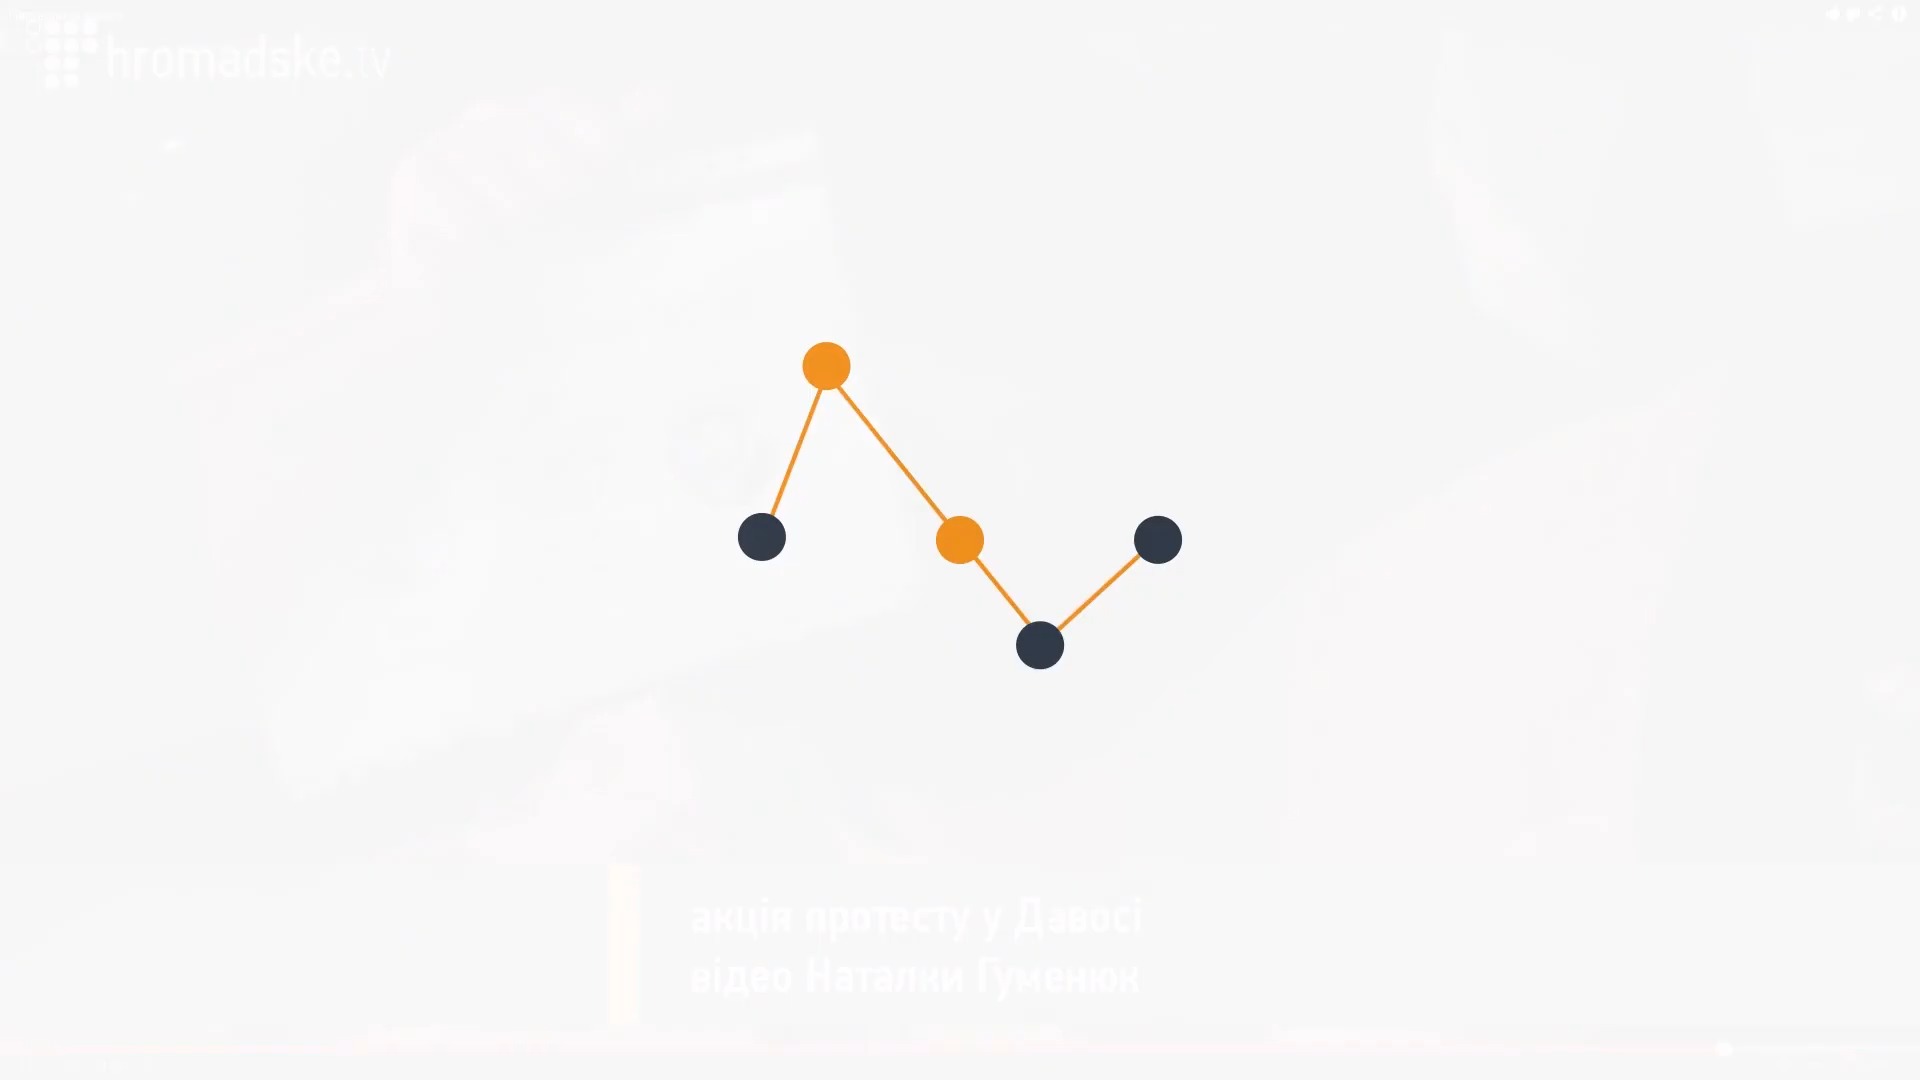 hromadske.tv
акція протесту у Давосі
відео Наталки Гуменюк